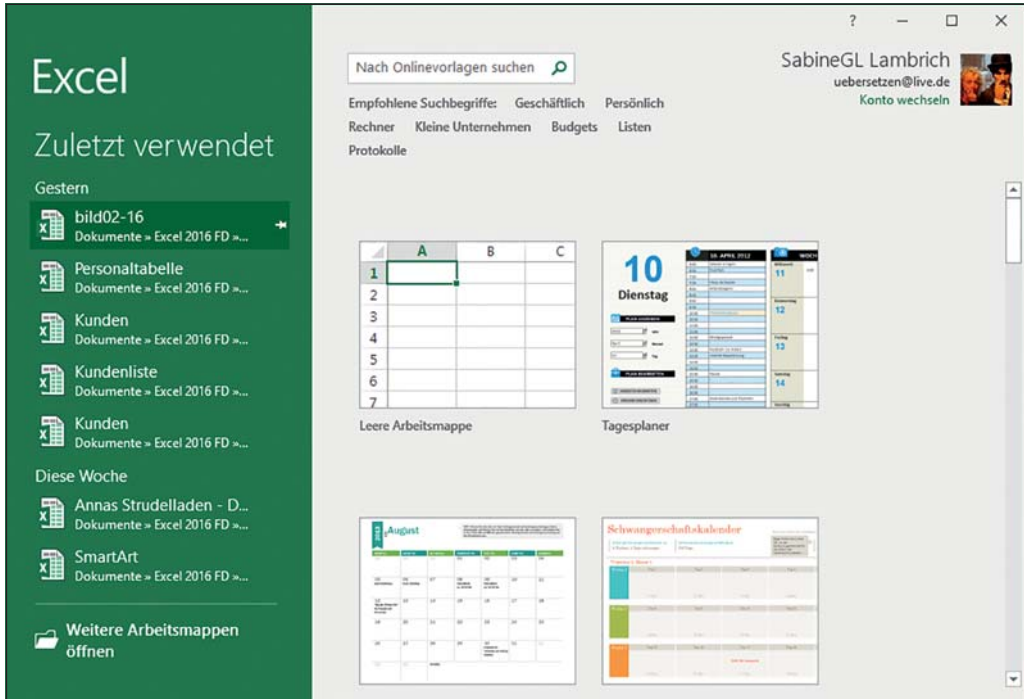 Excel
Zuletzt verwendet
Gestern
bild02-16
Dokumente » Excel 2016 FD »...
Personaltabelle
Dokumente » Excel 2016 FD »...
Kunden
Dokumente » Excel 2016 FD »...
Kundenliste
Dokumente » Excel 2016 FD »...
Kunden
Dokumente » Excel 2016 FD »...
Diese Woche
Annas Strudelladen - D...
Dokumente » Excel 2016 FD »...
SmartArt
Dokumente » Excel 2016 FD »...
Weitere Arbeitsmappen
öffnen
?
Nach Onlinevorlagen suchen
SabineGL Lambrich
uebersetzen@live.de
Konto wechseln
Empfohlene Suchbegriffe: Geschäftlich Persönlich
Rechner Kleine Unternehmen Budgets Listen
Protokolle
A B C
1
2
3
4
5
6
7
Leere Arbeitsmappe
10
Dienstag
10. APRIL 2012
WOCH
11
12
13
14
Tagesplaner
August
Schwangerschaftskalender